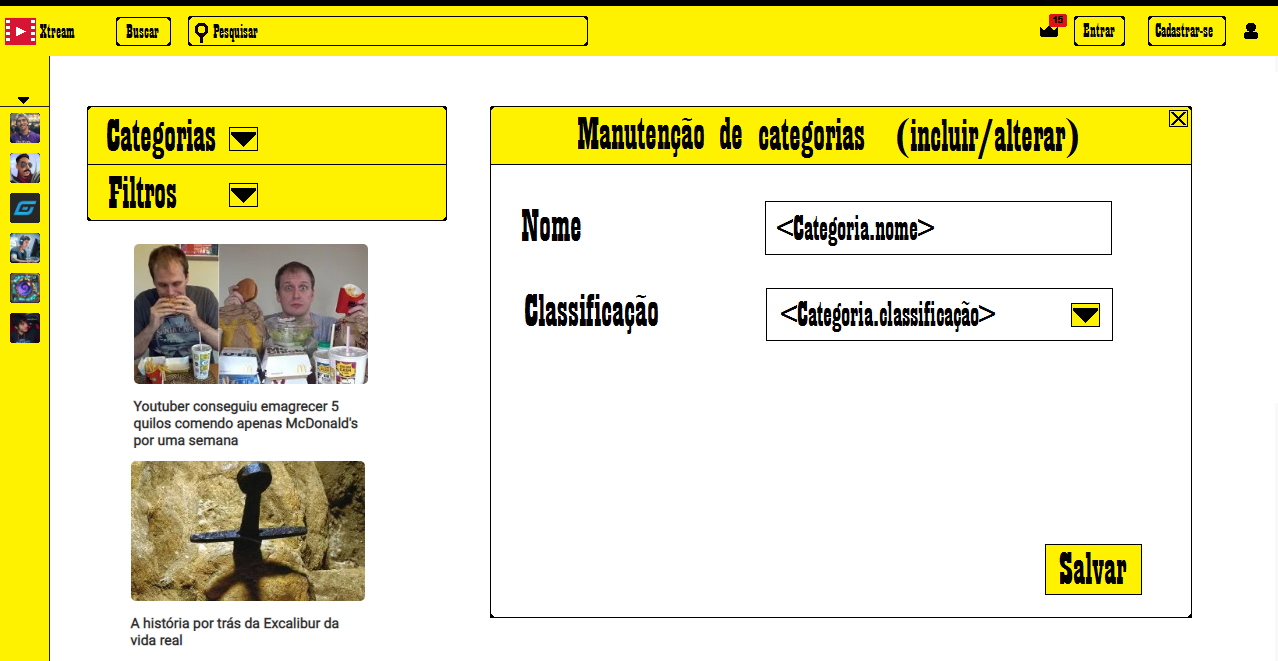 Xtream
Buscar
Pesquisar
15
Entrar
Cadastrar-se
Categorias
Filtros
Youtuber conseguiu emagrecer 5
quilos comendo apenas McDonald's
por uma semana
A história por trás da Excalibur da
vida real
Manutenção de categorias (incluir/alterar)
Nome
<Categoria.nome>
Classificação
<Categoria.classificação>
Salvar